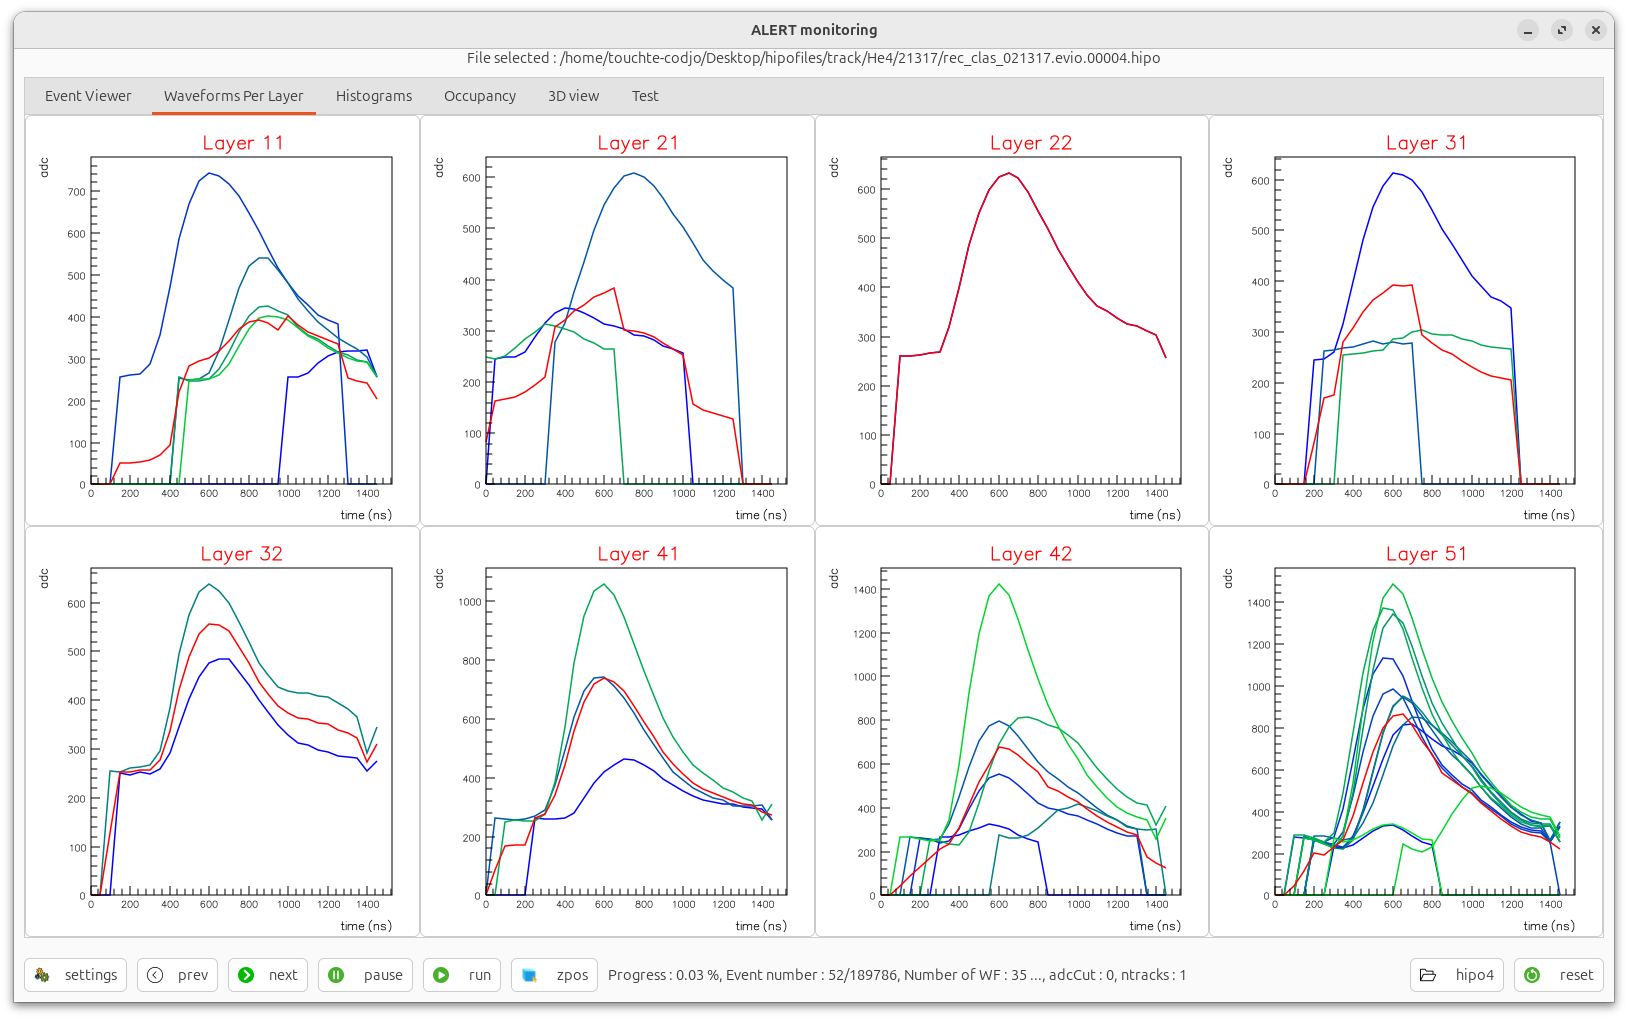 ALERT monitoring
File selected : /home/touchte-codjo/Desktop/hipofiles/track/He4/21317/rec_clas_021317.evio.00004.hipo
Event Viewer Waveforms Per Layer Histograms Occupancy 3D view Test
Layer 11
adc
700
600
500
400
300
200
100
0
0 200 400 600 800 1000 1200 1400
time (ns)
Layer 21
adc
600
500
400
300
200
100
0
0 200 400 600 800 1000 1200 1400
time (ns)
Layer 22
adc
600
500
400
300
200
100
0
0 200 400 600 800 1000 1200 1400
time (ns)
Layer 31
adc
600
500
400
300
200
100
0
0 200 400 600 800 1000 1200 1400
time (ns)
Layer 32
adc
600
500
400
300
200
100
0
0 200 400 600 800 1000 1200 1400
time (ns)
Layer 41
adc
1000
800
600
400
200
0
0 200 400 600 800 1000 1200 1400
time (ns)
Layer 42
adc
1400
1200
1000
800
600
400
200
0
0 200 400 600 800 1000 1200 1400
time (ns)
Layer 51
adc
1400
1200
1000
800
600
400
200
0
0 200 400 600 800 1000 1200 1400
time (ns)
settings prev next pause run zpos Progress : 0.03 %, Event number : 52/189786, Number of WF : 35 ..., adcCut : 0, ntracks : 1 hipo4 reset